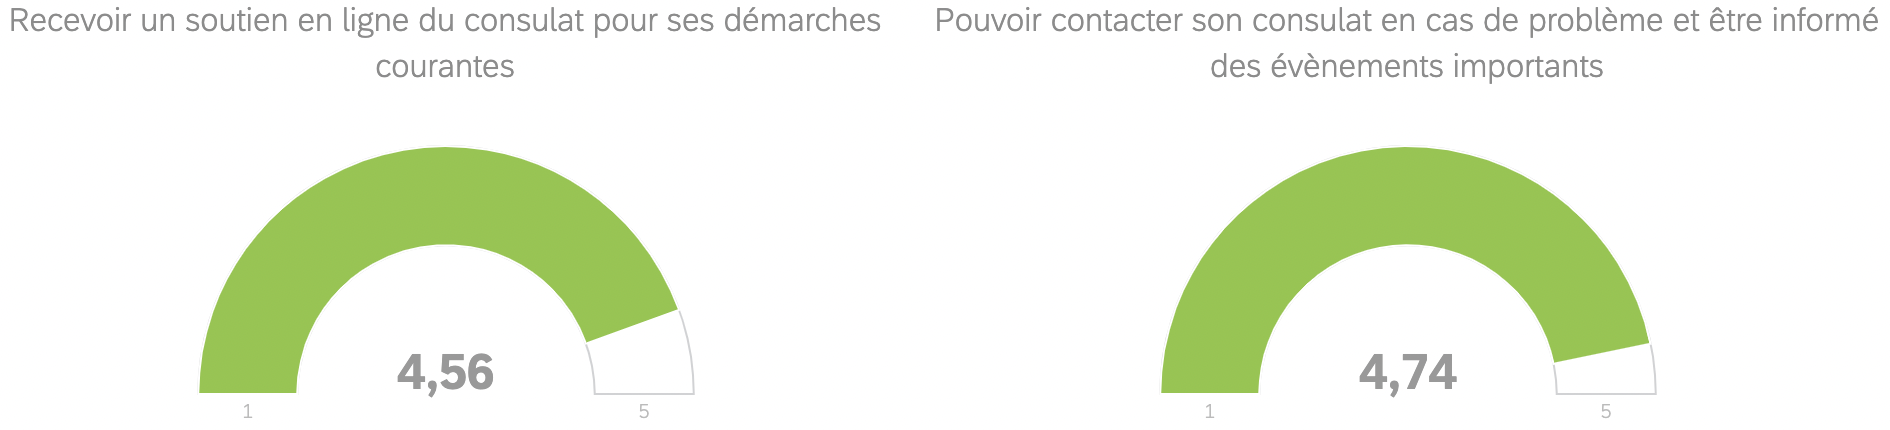 Recevoir un soutien en ligne du consulat pour ses démarches
courantes
4,56
1
5
Pouvoir contacter son consulat en cas de problème et être informé
des évènements importants
4,74
1
5